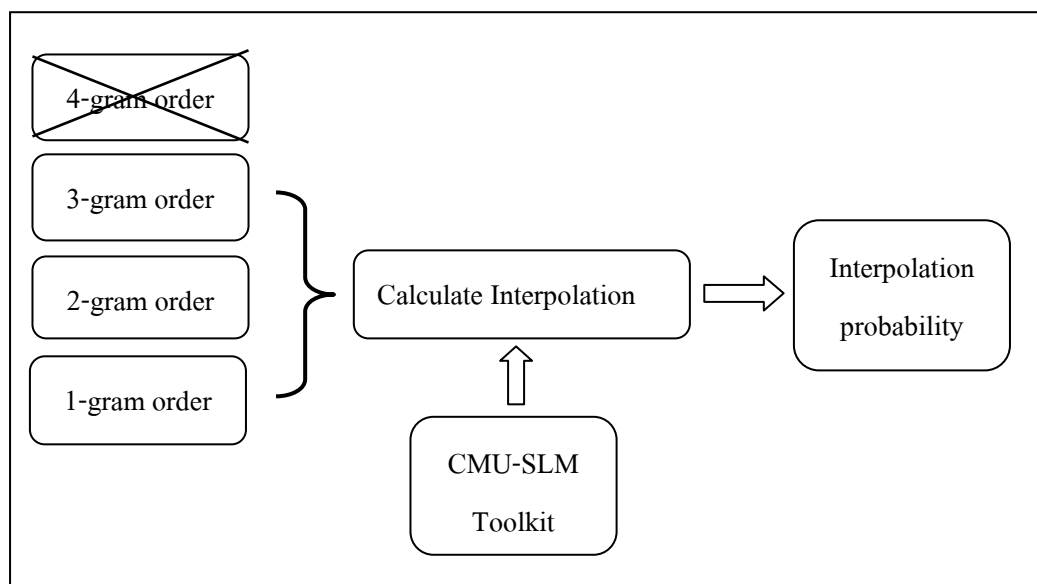 4-gram order
3-gram order
2-gram order
1-gram order
Calculate Interpolation
CMU-SLM
Toolkit
Interpolation
probability